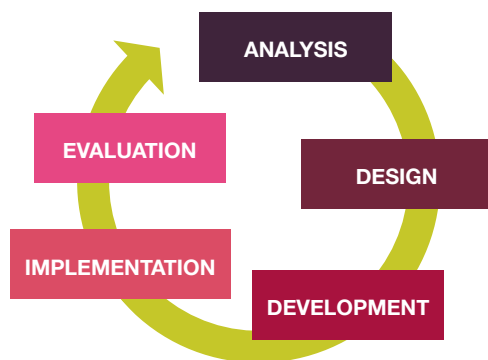 ANALYSIS
DESIGN
DEVELOPMENT
IMPLEMENTATION
EVALUATION